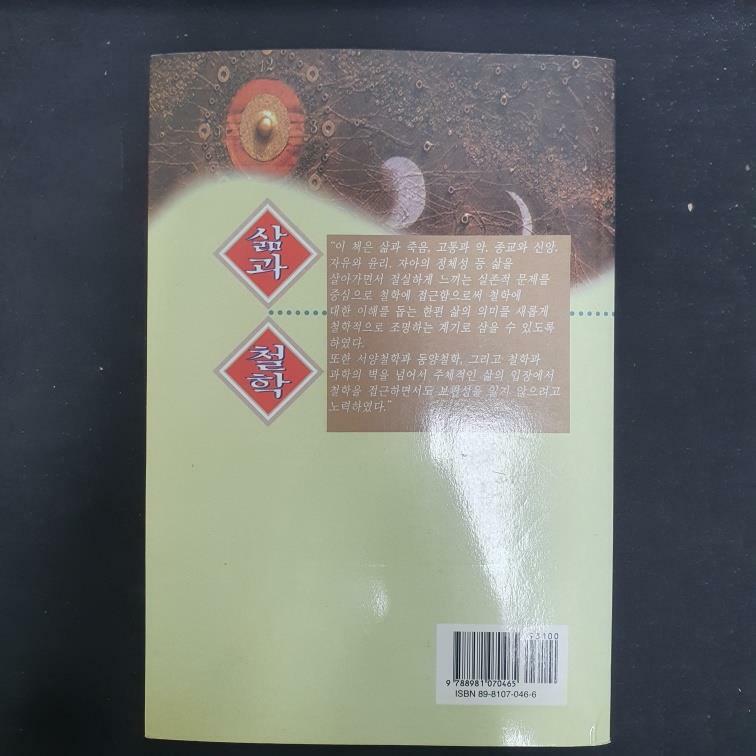 12
3
삶과
철학
“이 책은 삶과 죽음, 고통과 악, 종교와 신앙,
자유와 윤리, 자아의 정체성 등 삶을
살아가면서 절실하게 느끼는 실존적 문제를
중심으로 철학에 접근함으로써 철학에
대한 이해를 돕는 한편 삶의 의미를 새롭게
철학적으로 조명하는 계기로 삼을 수 있도록
하였다.
또한 서양철학과 동양철학, 그리고 철학과
과학의 벽을 넘어서 주체적인 삶의 입장에서
철학을 접근하면서도 보편성을 잃지 않으려고
노력하였다.”
93100
9 788981 070465
ISBN 89-8107-046-6